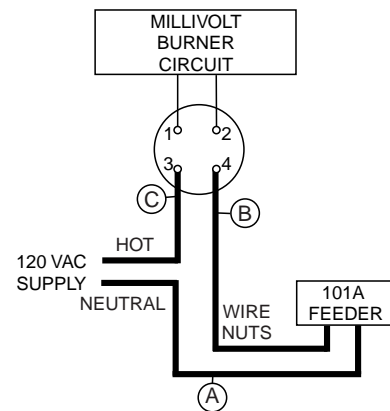 MILLIVOLT
BURNER
CIRCUIT
1 2
3 4
C
B
HOT
120 VAC
SUPPLY
NEUTRAL
WIRE
NUTS
101A
FEEDER
A